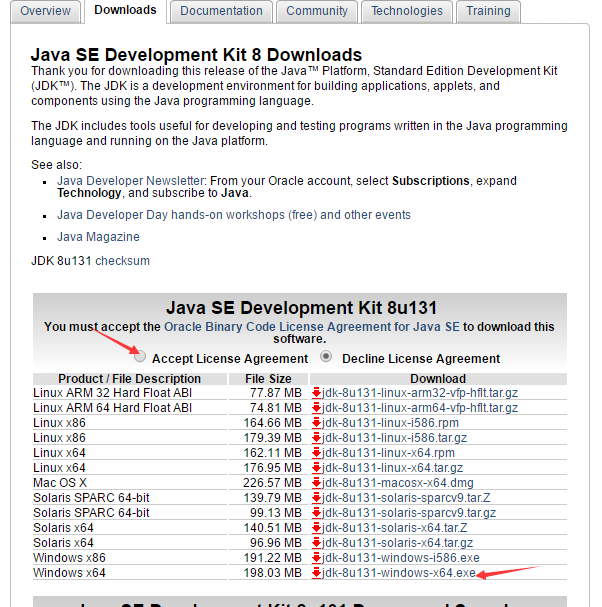 Overview Downloads Documentation Community Technologies Training
Java SE Development Kit 8 Downloads
Thank you for downloading this release of the Java™ Platform, Standard Edition Development Kit
(JDK™). The JDK is a development environment for building applications, applets, and
components using the Java programming language.
The JDK includes tools useful for developing and testing programs written in the Java programming
language and running on the Java platform.
See also:
Java Developer Newsletter: From your Oracle account, select Subscriptions, expand
Technology, and subscribe to Java.
Java Developer Day hands-on workshops (free) and other events
Java Magazine
JDK 8u131 checksum
Java SE Development Kit 8u131
You must accept the Oracle Binary Code License Agreement for Java SE to download this
software.
Accept License Agreement Decline License Agreement
Product / File Description File Size Download
Linux ARM 32 Hard Float ABI 77.87 MB jdk-8u131-linux-arm32-vfp-hflt.tar.gz
Linux ARM 64 Hard Float ABI 74.81 MB jdk-8u131-linux-arm64-vfp-hflt.tar.gz
Linux x86 164.66 MB jdk-8u131-linux-i586.rpm
Linux x86 179.39 MB jdk-8u131-linux-i586.tar.gz
Linux x64 162.11 MB jdk-8u131-linux-x64.rpm
Linux x64 176.95 MB jdk-8u131-linux-x64.tar.gz
Mac OS X 226.57 MB jdk-8u131-macosx-x64.dmg
Solaris SPARC 64-bit 139.79 MB jdk-8u131-solaris-sparcv9.tar.Z
Solaris SPARC 64-bit 99.13 MB jdk-8u131-solaris-sparcv9.tar.gz
Solaris x64 140.51 MB jdk-8u131-solaris-x64.tar.Z
Solaris x64 96.96 MB jdk-8u131-solaris-x64.tar.gz
Windows x86 191.22 MB jdk-8u131-windows-i586.exe
Windows x64 198.03 MB jdk-8u131-windows-x64.exe